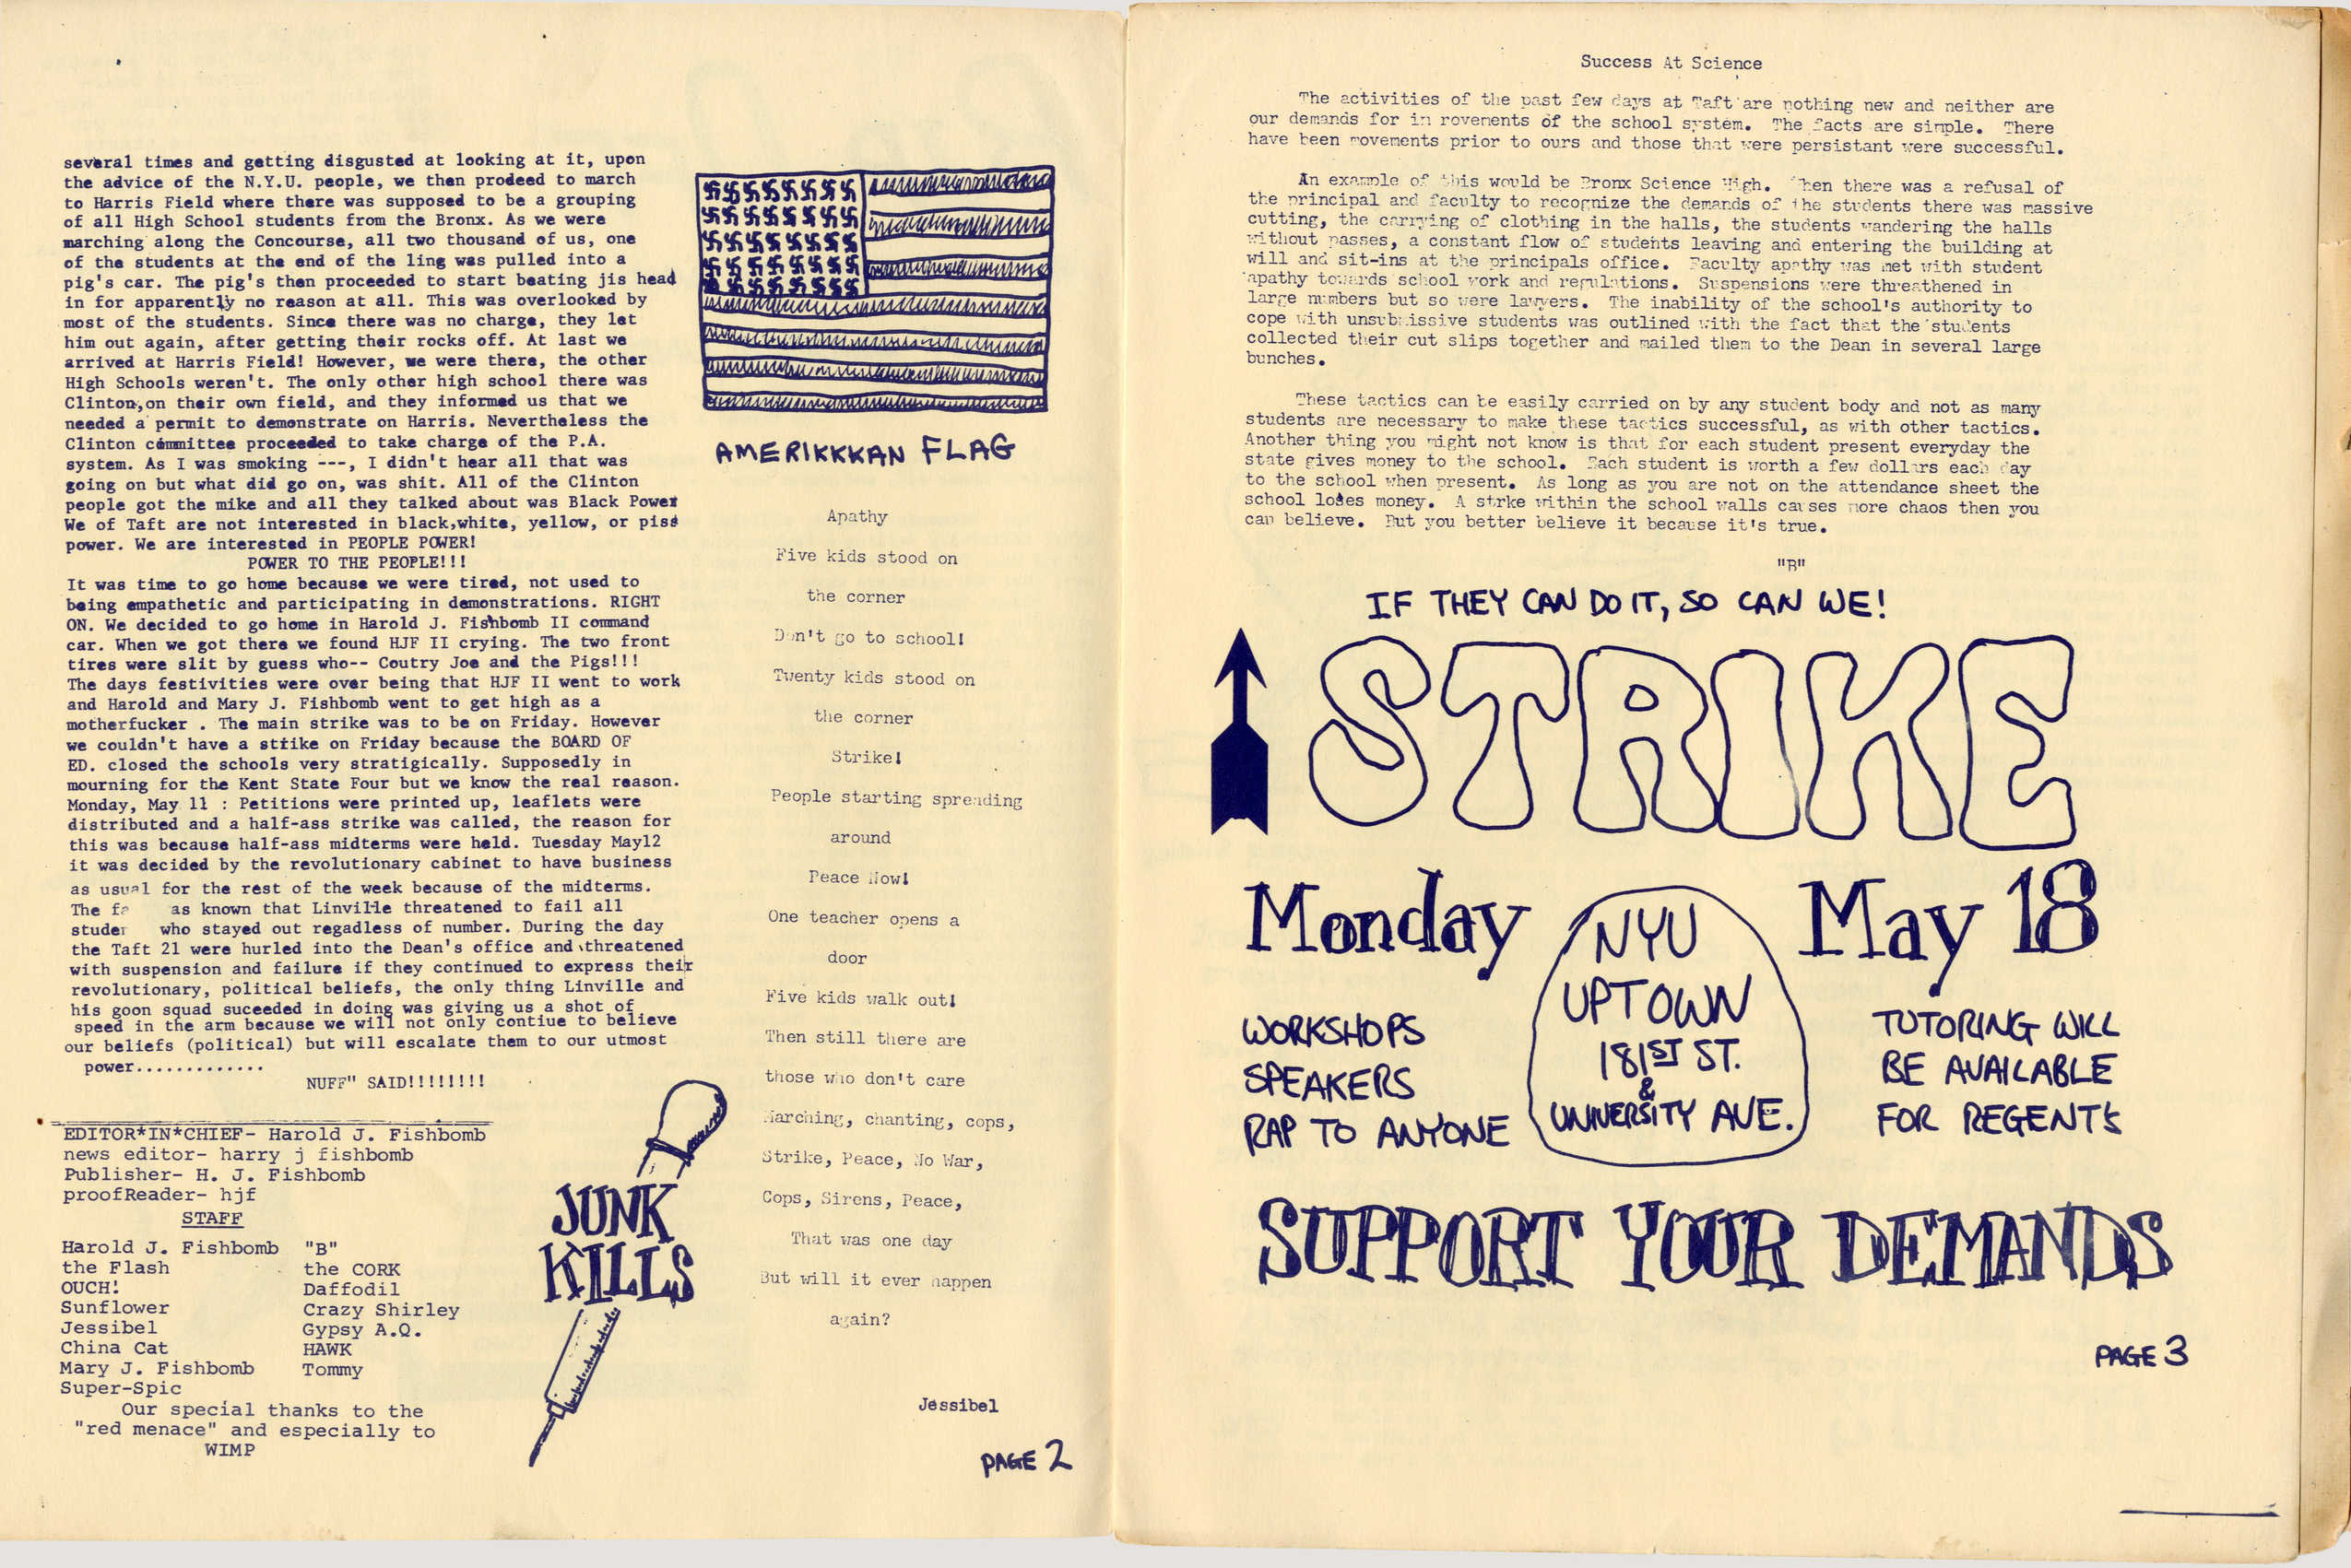 several times and getting disgusted at looking at it, upon
the advice of the N.Y.U. people, we then prodeed to march
to Harris Field where there was supposed to be a grouping
of all High School students from the Bronx. As we were
marching along the Concourse, all two thousand of us, one
of the students at the end of the ling was pulled into a
pig's car. The pig's then proceeded to start beating jis head
in for apparently no reason at all. This was overlooked by
most of the students. Since there was no charge, they let
him out again, after getting their rocks off. At last we
arrived at Harris Field! However, we were there, the other
High Schools weren't. The only other high school there was
Clinton,on their own field, and they informed us that we
needed a permit to demonstrate on Harris. Nevertheless the
Clinton committee proceeded to take charge of the P.A.
system. As I was smoking ---, I didn't hear all that was
going on but what did go on, was shit. All of the Clinton
people got the mike and all they talked about was Black Power
We of Taft are not interested in black,white, yellow, or piss
power. We are interested in PEOPLE POWER!
POWER TO THE PEOPLE!!!
It was time to go home because we were tired, not used to
being empathetic and participating in demonstrations. RIGHT
ON. We decided to go home in Harold J. Fishbomb II command
car. When we got there we found HJF II crying. The two front
tires were slit by guess who-- Coutry Joe and the Pigs!!!
The days festivities were over being that HJF II went to work
and Harold and Mary J. Fishbomb went to get high as a
motherfucker . The main strike was to be on Friday. However
we couldn't have a strike on Friday because the BOARD OF
ED. closed the schools very stratigically. Supposedly in
mourning for the Kent State Four but we know the real reason.
Monday, May 11 : Petitions were printed up, leaflets were
distributed and a half-ass strike was called, the reason for
this was because half-ass midterms were held. Tuesday May12
it was decided by the revolutionary cabinet to have business
as usual for the rest of the week because of the midterms.
The as known that Linville threatened to fail all
who stayed out regadless of number. During the day
the Taft 21 were hurled into the Dean's office and threatened
with suspension and failure if they continued to express their
revolutionary, political beliefs, the only thing Linville and
his goon squad suceeded in doing was giving us a shot of
speed in the arm because we will not only contiue to believe
our beliefs (political) but will escalate them to our utmost
power.............
NUFF" SAID!!!!!!!!
EDITOR*IN*CHIEF- Harold J. Fishbomb
news editor- harry j fishbomb
Publisher- H. J. Fishbomb
proofReader- hjf
STAFF
Harold J. Fishbomb "B"
the Flash the CORK
OUCH! Daffodil
Sunflower Crazy Shirley
Jessibel Gypsy A.Q.
China Cat HAWK
Mary J. Fishbomb Tommy
Super-Spic
Our special thanks to the
"red menace" and especially to
WIMP
JUNK
KILLS
AMERIKKKAN FLAG
Apathy
Five kids stood on
the corner
Don't go to school!
Twenty kids stood on
the corner
Strike!
People starting spreading
around
Peace Now!
One teacher opens a
door
Five kids walk out!
Then still there are
those who don't care
Marching, chanting, cops,
Strike, Peace, No War,
Cops, Sirens, Peace,
That was one day
But will it ever happen
again?
Jessibel
PAGE 2
Success At Science
The activities of the past few days at Taft are nothing new and neither are
our demands for in rovements of the school system. The facts are simple. There
have been movements prior to ours and those that were persistant were successful.
An example of this would be Bronx Science High. When there was a refusal of
the principal and faculty to recognize the demands of the students there was massive
cutting, the carrying of clothing in the halls, the students wandering the halls
without passes, a constant flow of students leaving and entering the building at
will and sit-ins at the principals office. Faculty apathy was met with student
apathy towards school work and regulations. Suspensions were threathened in
large numbers but so were lawyers. The inability of the school's authority to
cope with unsubmissive students was outlined with the fact that the students
collected their cut slips together and mailed them to the Dean in several large
bunches.
These tactics can be easily carried on by any student body and not as many
students are necessary to make these tactics successful, as with other tactics.
Another thing you might not know is that for each student present everyday the
state gives money to the school. Each student is worth a few dollars each day
to the school when present. As long as you are not on the attendance sheet the
school loses money. A strke within the school walls causes more chaos then you
can believe. But you better believe it because it's true.
"B"
IF THEY CAN DO IT, SO CAN WE!
STRIKE
Monday May 18
NYU
UPTOWN
181ST ST.
&
UNIVERSITY AVE.
WORKSHOPS
SPEAKERS
RAP TO ANYONE
TUTORING WILL
BE AVAILABLE
FOR REGENTS
SUPPORT YOUR DEMANDS
PAGE 3